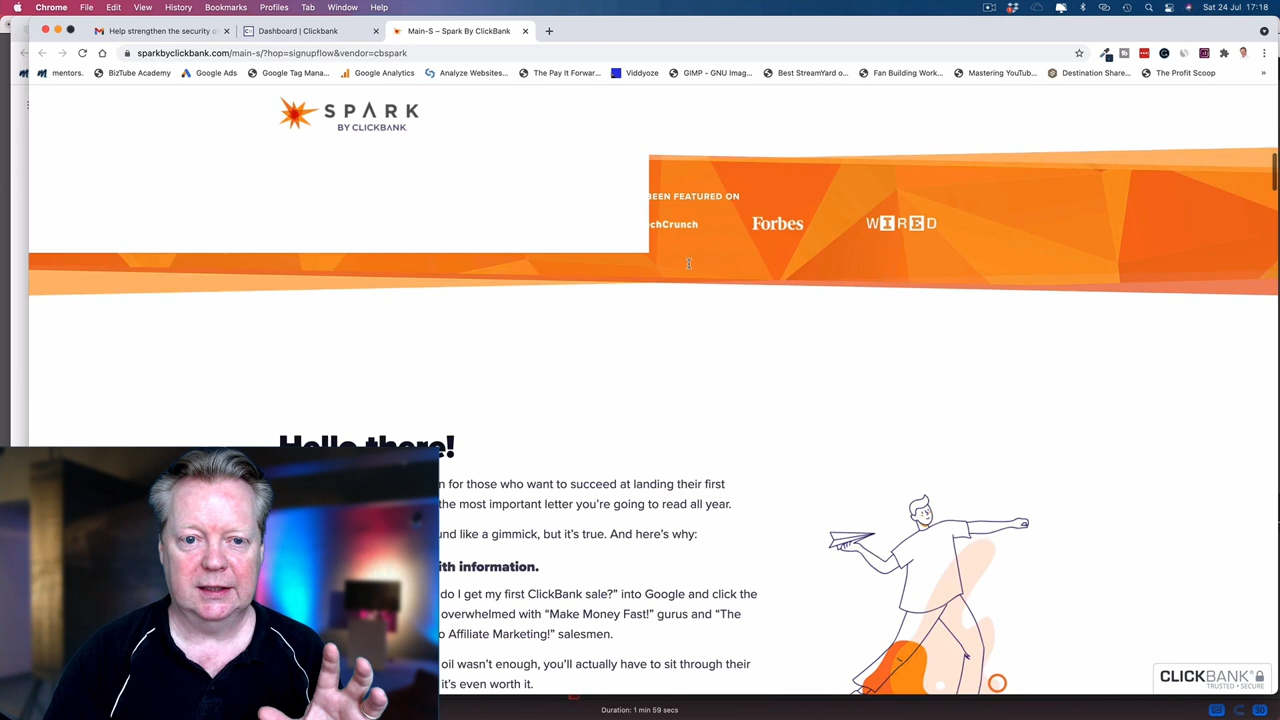 Chrome File Edit View History Bookmarks Profiles Tab Window Help Sat 24 Jul 17:18
Help strengthen the security o Dashboard | Clickbank Main-S – Spark By ClickBank
sparkbyclickbank.com/main-s/?hop=signupflow&vendor=cbspark
mentors. BizTube Academy Google Ads Google Tag Mana... Google Analytics Analyze Websites... The Pay It Forwar... Viddyoze GIMP - GNU Imag... Best StreamYard o... Fan Building Work... Mastering YouTub... Destination Share... The Profit Scoop »
SPARK
BY CLICKBANK
BEEN FEATURED ON
chCrunch Forbes WIRED
Hello there!
n for those who want to succeed at landing their first
the most important letter you're going to read all year.
und like a gimmick, but it's true. And here's why:
ith information.
do I get my first ClickBank sale?" into Google and click the
overwhelmed with "Make Money Fast!" gurus and "The
o Affiliate Marketing!" salesmen.
oil wasn't enough, you'll actually have to sit through their
it's even worth it.
CLICKBANK
TRUSTED • SECURE
Duration: 1 min 59 secs